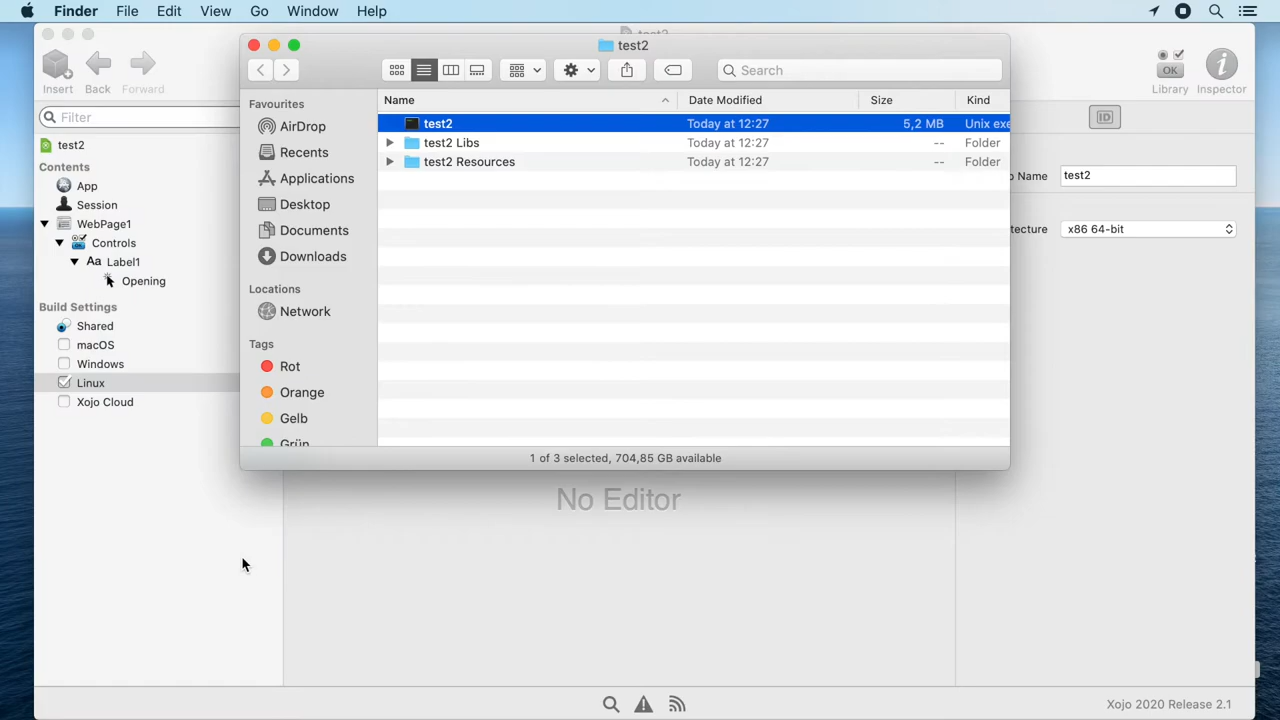 Finder File Edit View Go Window Help
test2
Insert Back Forward
Search
OK
Library Inspector
Filter
ID
test2
Contents
App
Session
WebPage1
Controls
Aa Label1
Opening
Build Settings
Shared
macOS
Windows
Linux
Xojo Cloud
Favourites
AirDrop
Recents
Applications
Desktop
Documents
Downloads
Locations
Network
Tags
Rot
Orange
Gelb
Grün
Name Date Modified Size Kind
test2 Today at 12:27 5,2 MB Unix exe
test2 Libs Today at 12:27 -- Folder
test2 Resources Today at 12:27 -- Folder
1 of 3 selected, 704,85 GB available
Name test2
tecture x86 64-bit
No Editor
Xojo 2020 Release 2.1